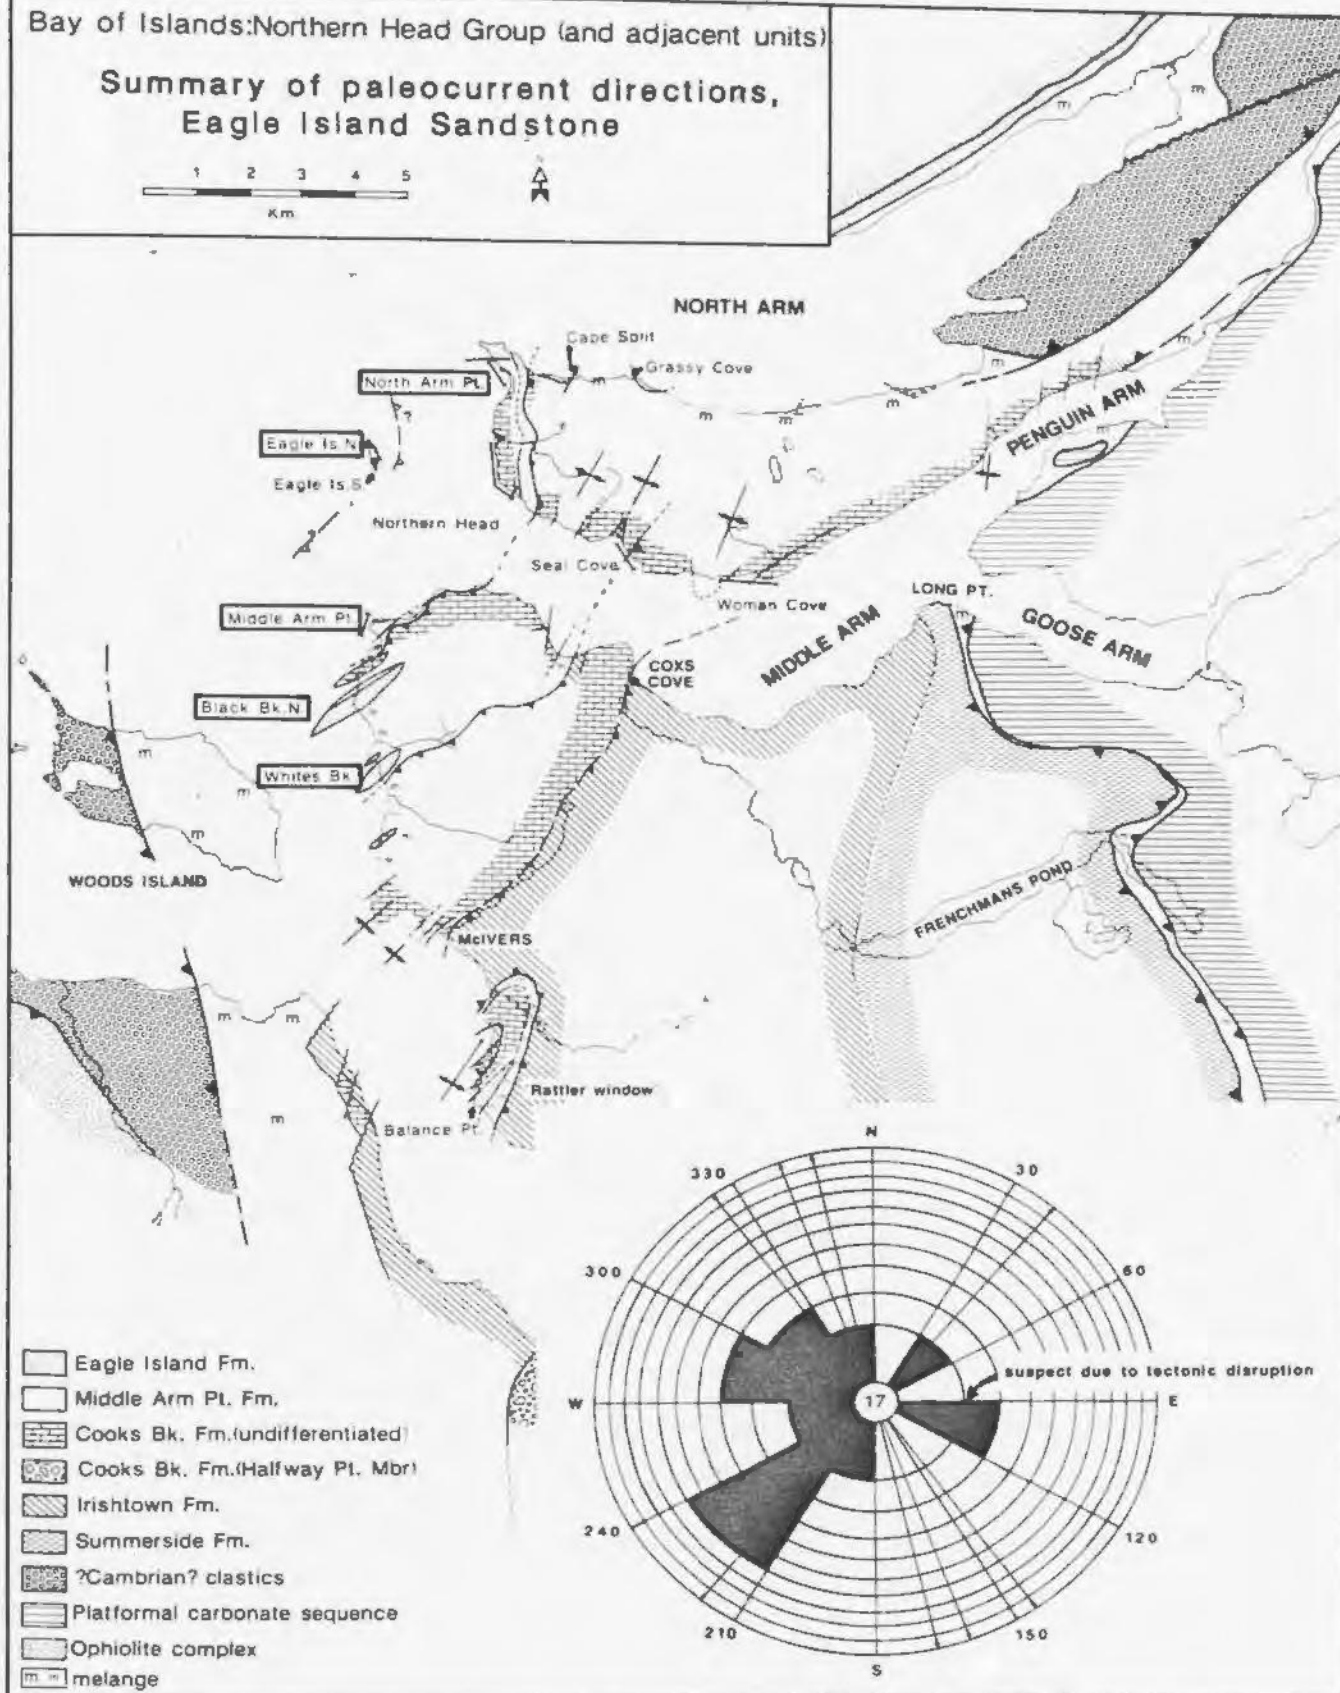 Bay of Islands:Northern Head Group (and adjacent units)
Summary of paleocurrent directions,
Eagle Island Sandstone
1 2 3 4 5
Km
NORTH ARM
Cape Split
Grassy Cove
North Arm Pt.
m
m
m
m
m
m
m
PENGUIN ARM
?
Eagle Is.N.
Eagle Is.S.
Northern Head
Seal Cove
Woman Cove
LONG PT.
m
GOOSE ARM
MIDDLE ARM
Middle Arm Pt.
COXS
COVE
Black Bk.N.
Whites Bk.
m
m
m
WOODS ISLAND
FRENCHMANS POND
McIVERS
m
m
m
Rattler window
Balance Pt.
N
330
30
300
60
suspect due to tectonic disruption
W
17
E
240
120
210
150
S
Eagle Island Fm.
Middle Arm Pt. Fm.
Cooks Bk. Fm.(undifferentiated)
Cooks Bk. Fm.(Halfway Pt. Mbr)
Irishtown Fm.
Summerside Fm.
?Cambrian? clastics
Platformal carbonate sequence
Ophiolite complex
m m melange